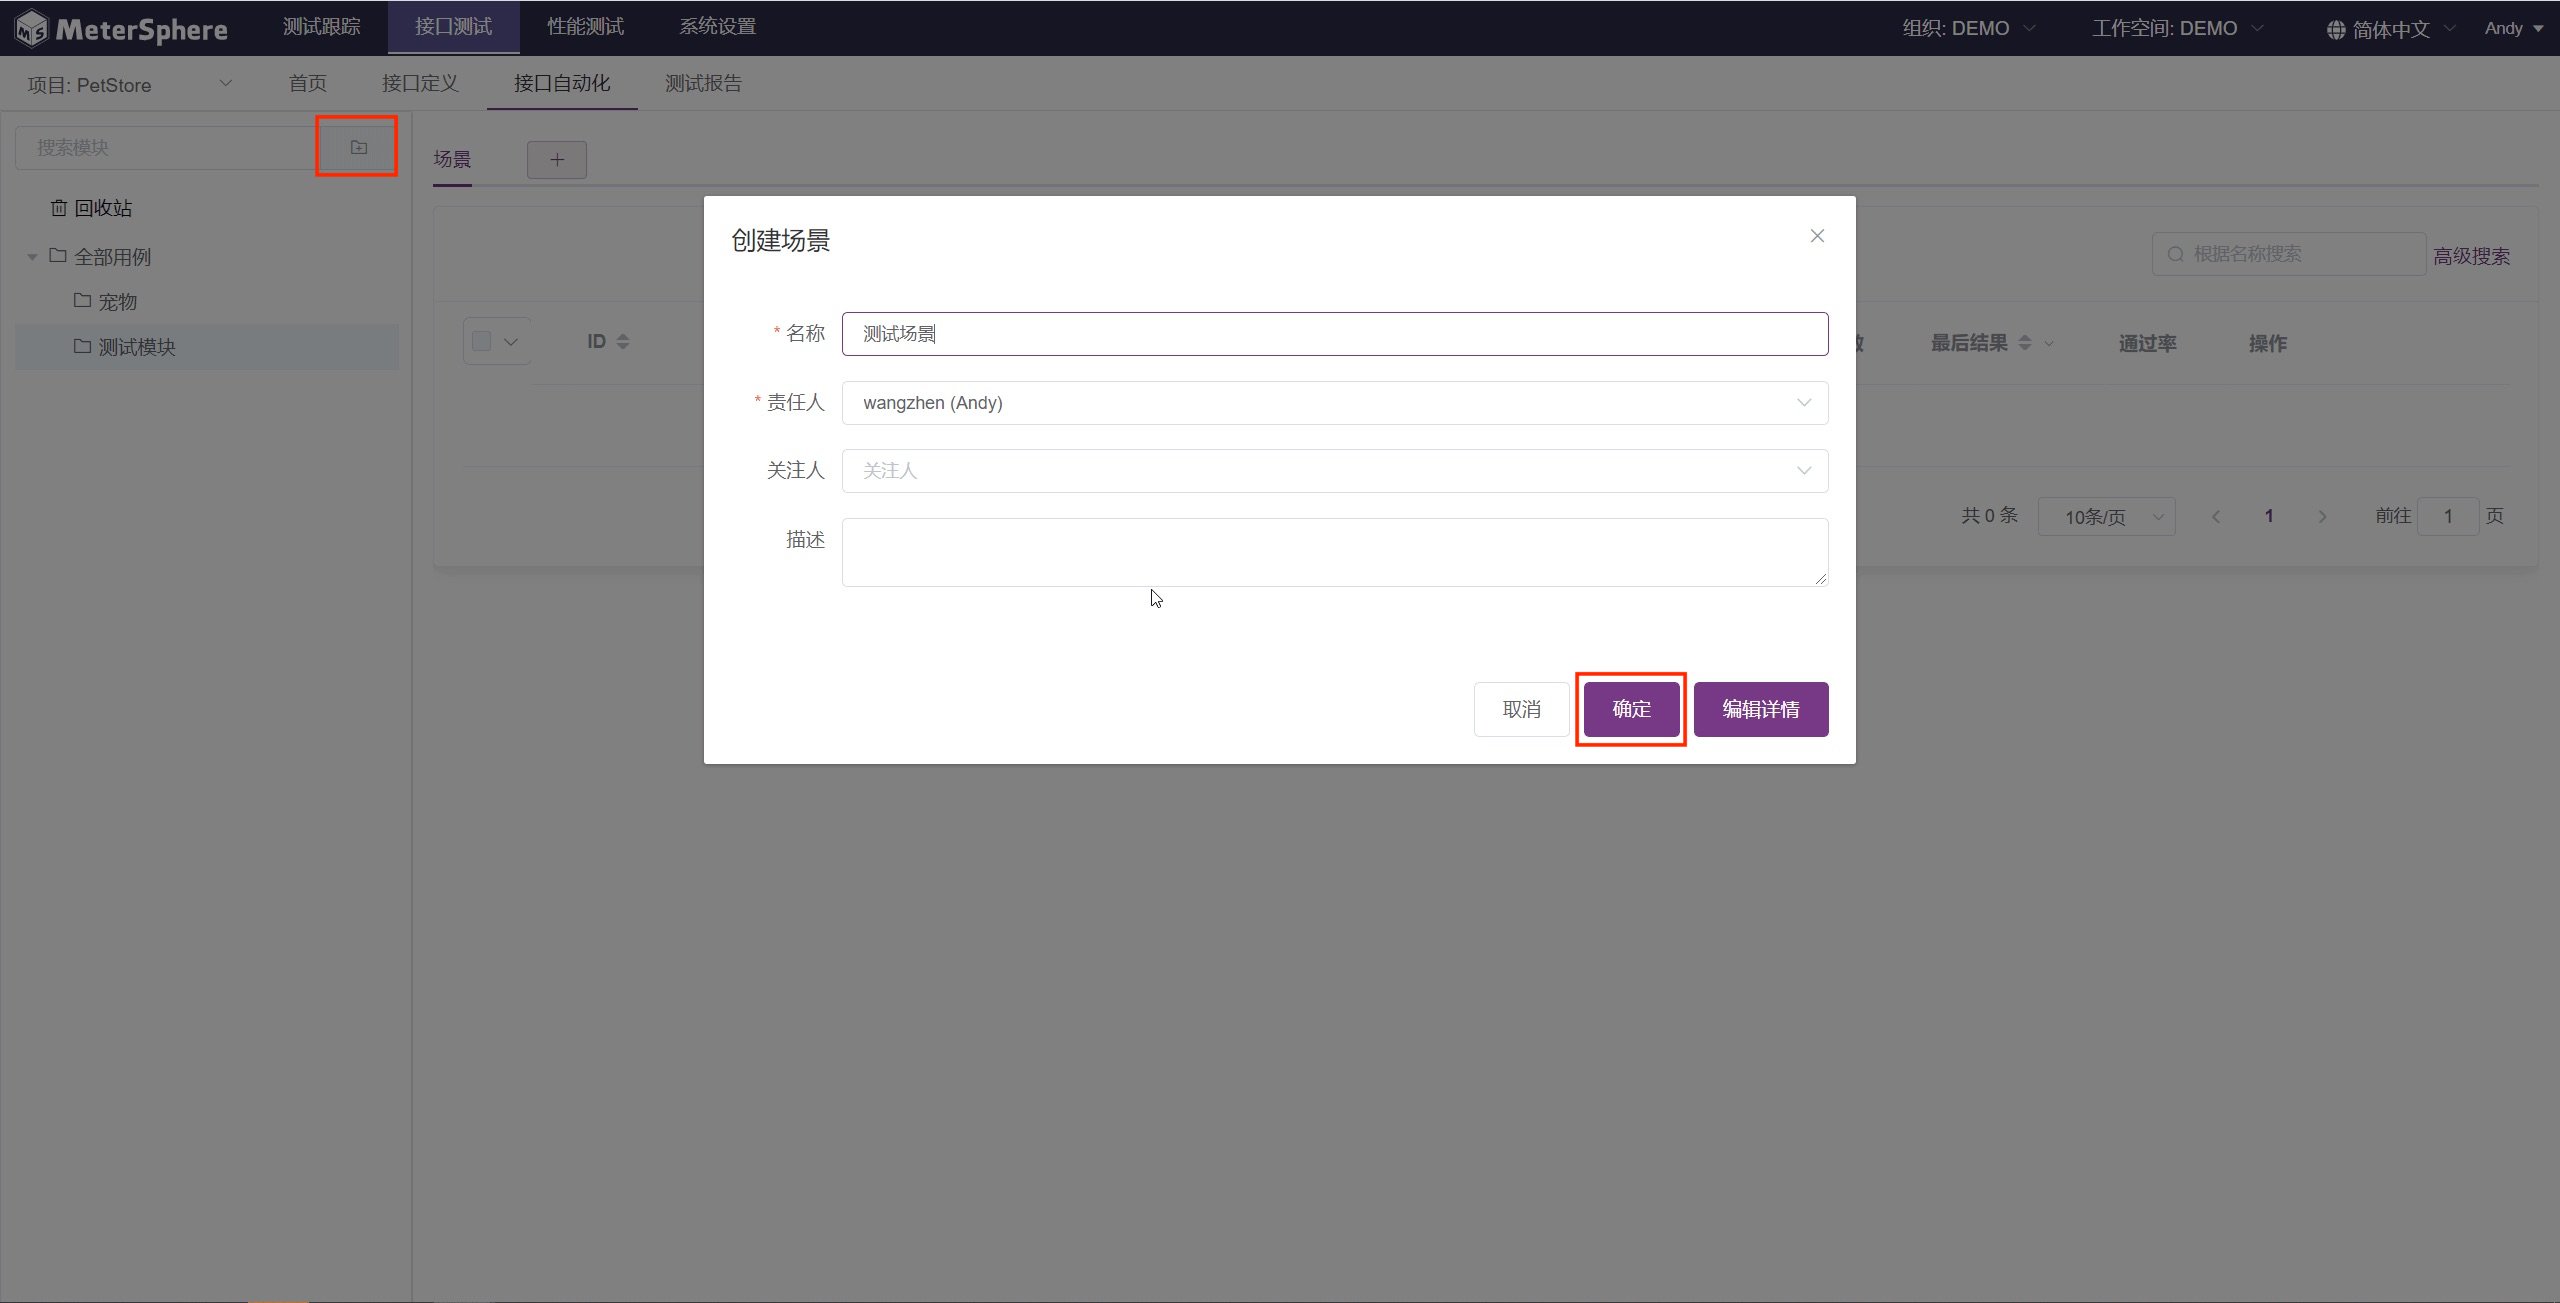 MeterSphere 测试跟踪 接口测试 性能测试 系统设置 组织: DEMO 工作空间: DEMO 简体中文 Andy
项目: PetStore 首页 接口定义 接口自动化 测试报告
搜索模块
回收站
全部用例
宠物
测试模块
场景 +
根据名称搜索 高级搜索
ID 最后结果 通过率 操作
共 0 条 10条/页 1 前往 1 页
创建场景
* 名称 测试场景
* 责任人 wangzhen (Andy)
关注人 关注人
描述
取消 确定 编辑详情